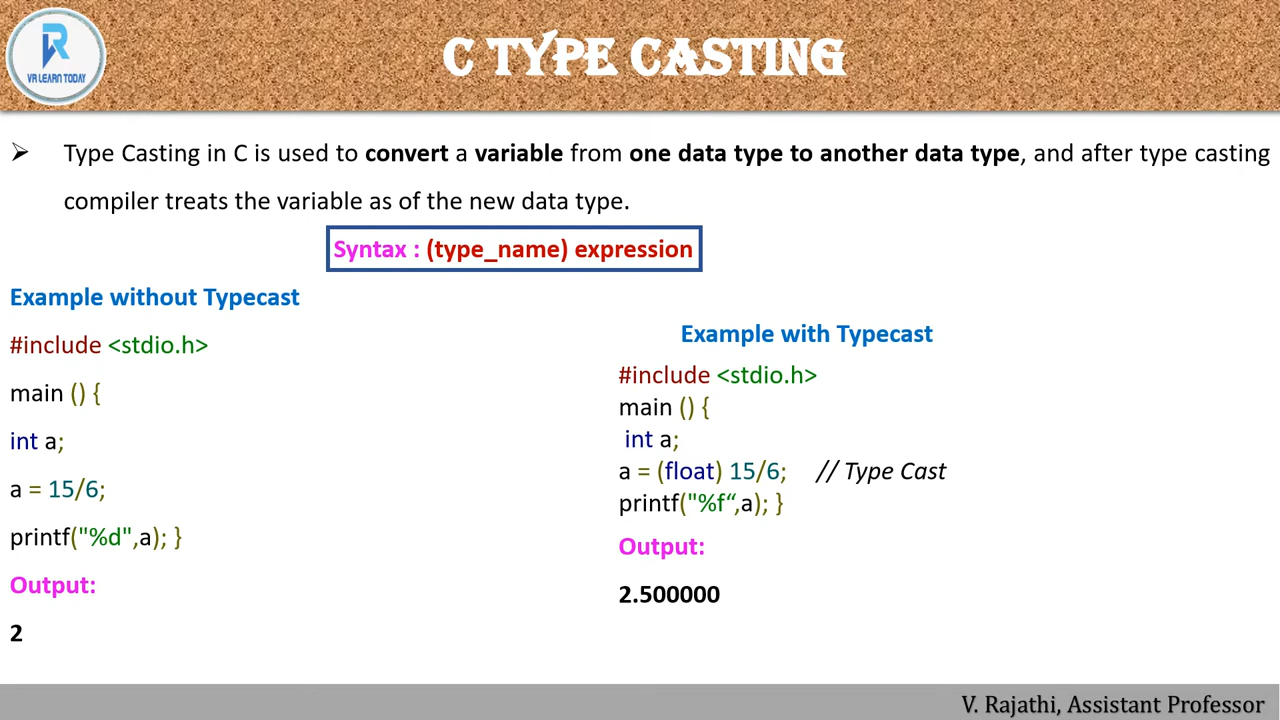 VR LEARN TODAY
C TYPE CASTING
➢ Type Casting in C is used to convert a variable from one data type to another data type, and after type casting
compiler treats the variable as of the new data type.
Syntax : (type_name) expression
Example without Typecast
#include <stdio.h>
main () {
int a;
a = 15/6;
printf("%d",a); }
Output:
2
Example with Typecast
#include <stdio.h>
main () {
int a;
a = (float) 15/6; // Type Cast
printf("%f“,a); }
Output:
2.500000
V. Rajathi, Assistant Professor